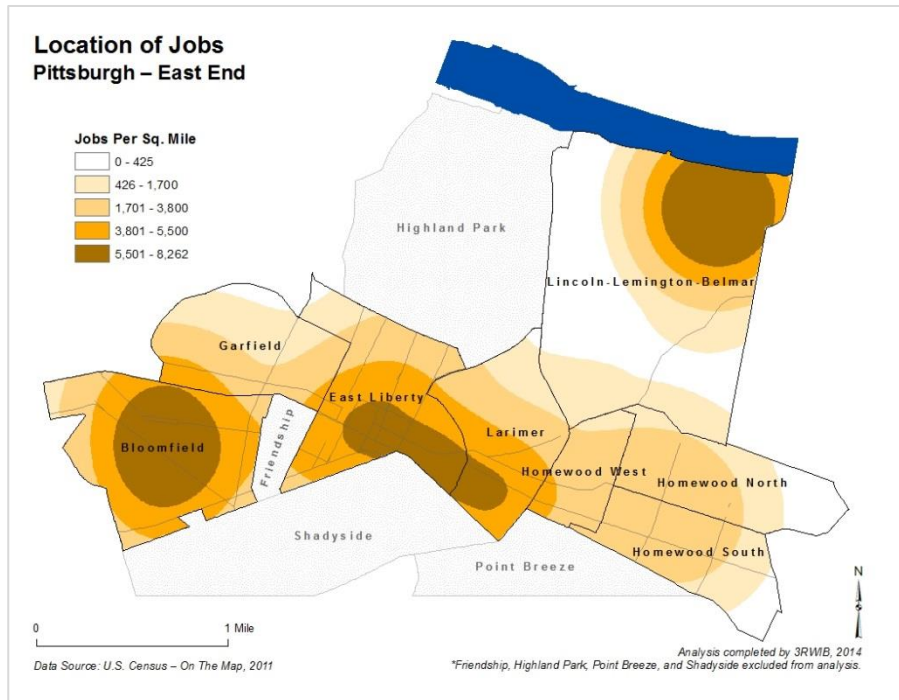 Location of Jobs
Pittsburgh – East End
Jobs Per Sq. Mile
0 - 425
426 - 1,700
1,701 - 3,800
3,801 - 5,500
5,501 - 8,262
Highland Park
Lincoln-Lemington-Belmar
Garfield
East Liberty
Friendship
Larimer
Bloomfield
Homewood West
Homewood North
Shadyside
Homewood South
Point Breeze
N
0
1 Mile
Data Source: U.S. Census – On The Map, 2011
Analysis completed by 3RWIB, 2014
*Friendship, Highland Park, Point Breeze, and Shadyside excluded from analysis.